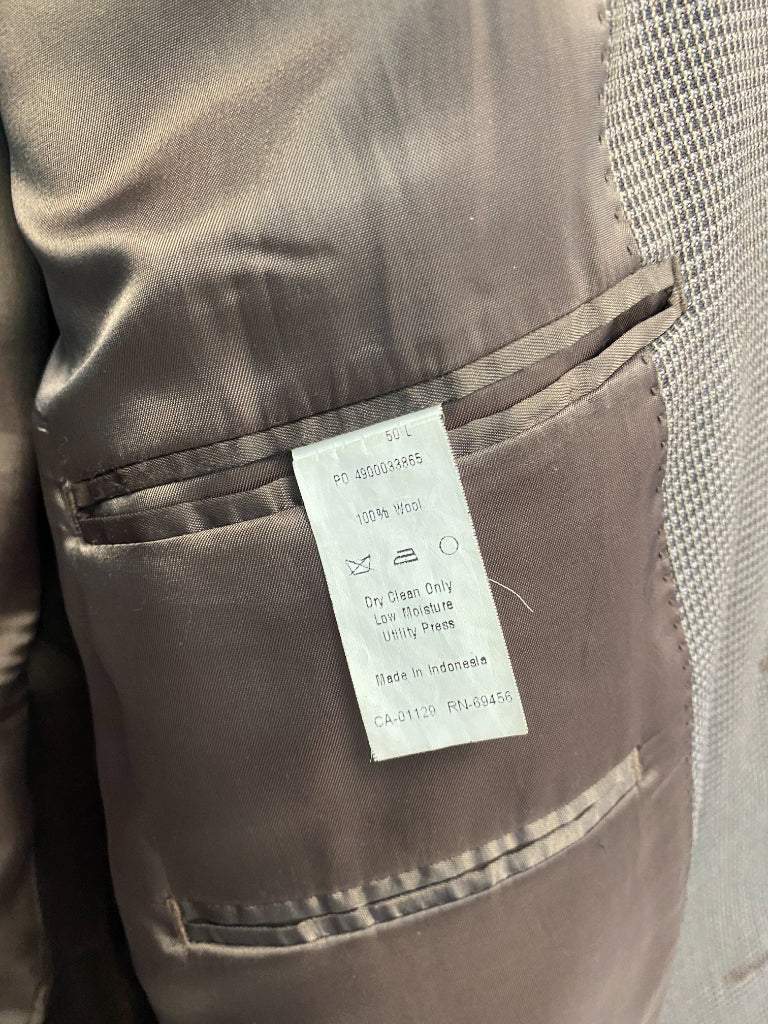 50 L
PO 4900033865
100% Wool
Dry Clean Only
Low Moisture
Utility Press
Made In Indonesia
CA-01129 RN-69456